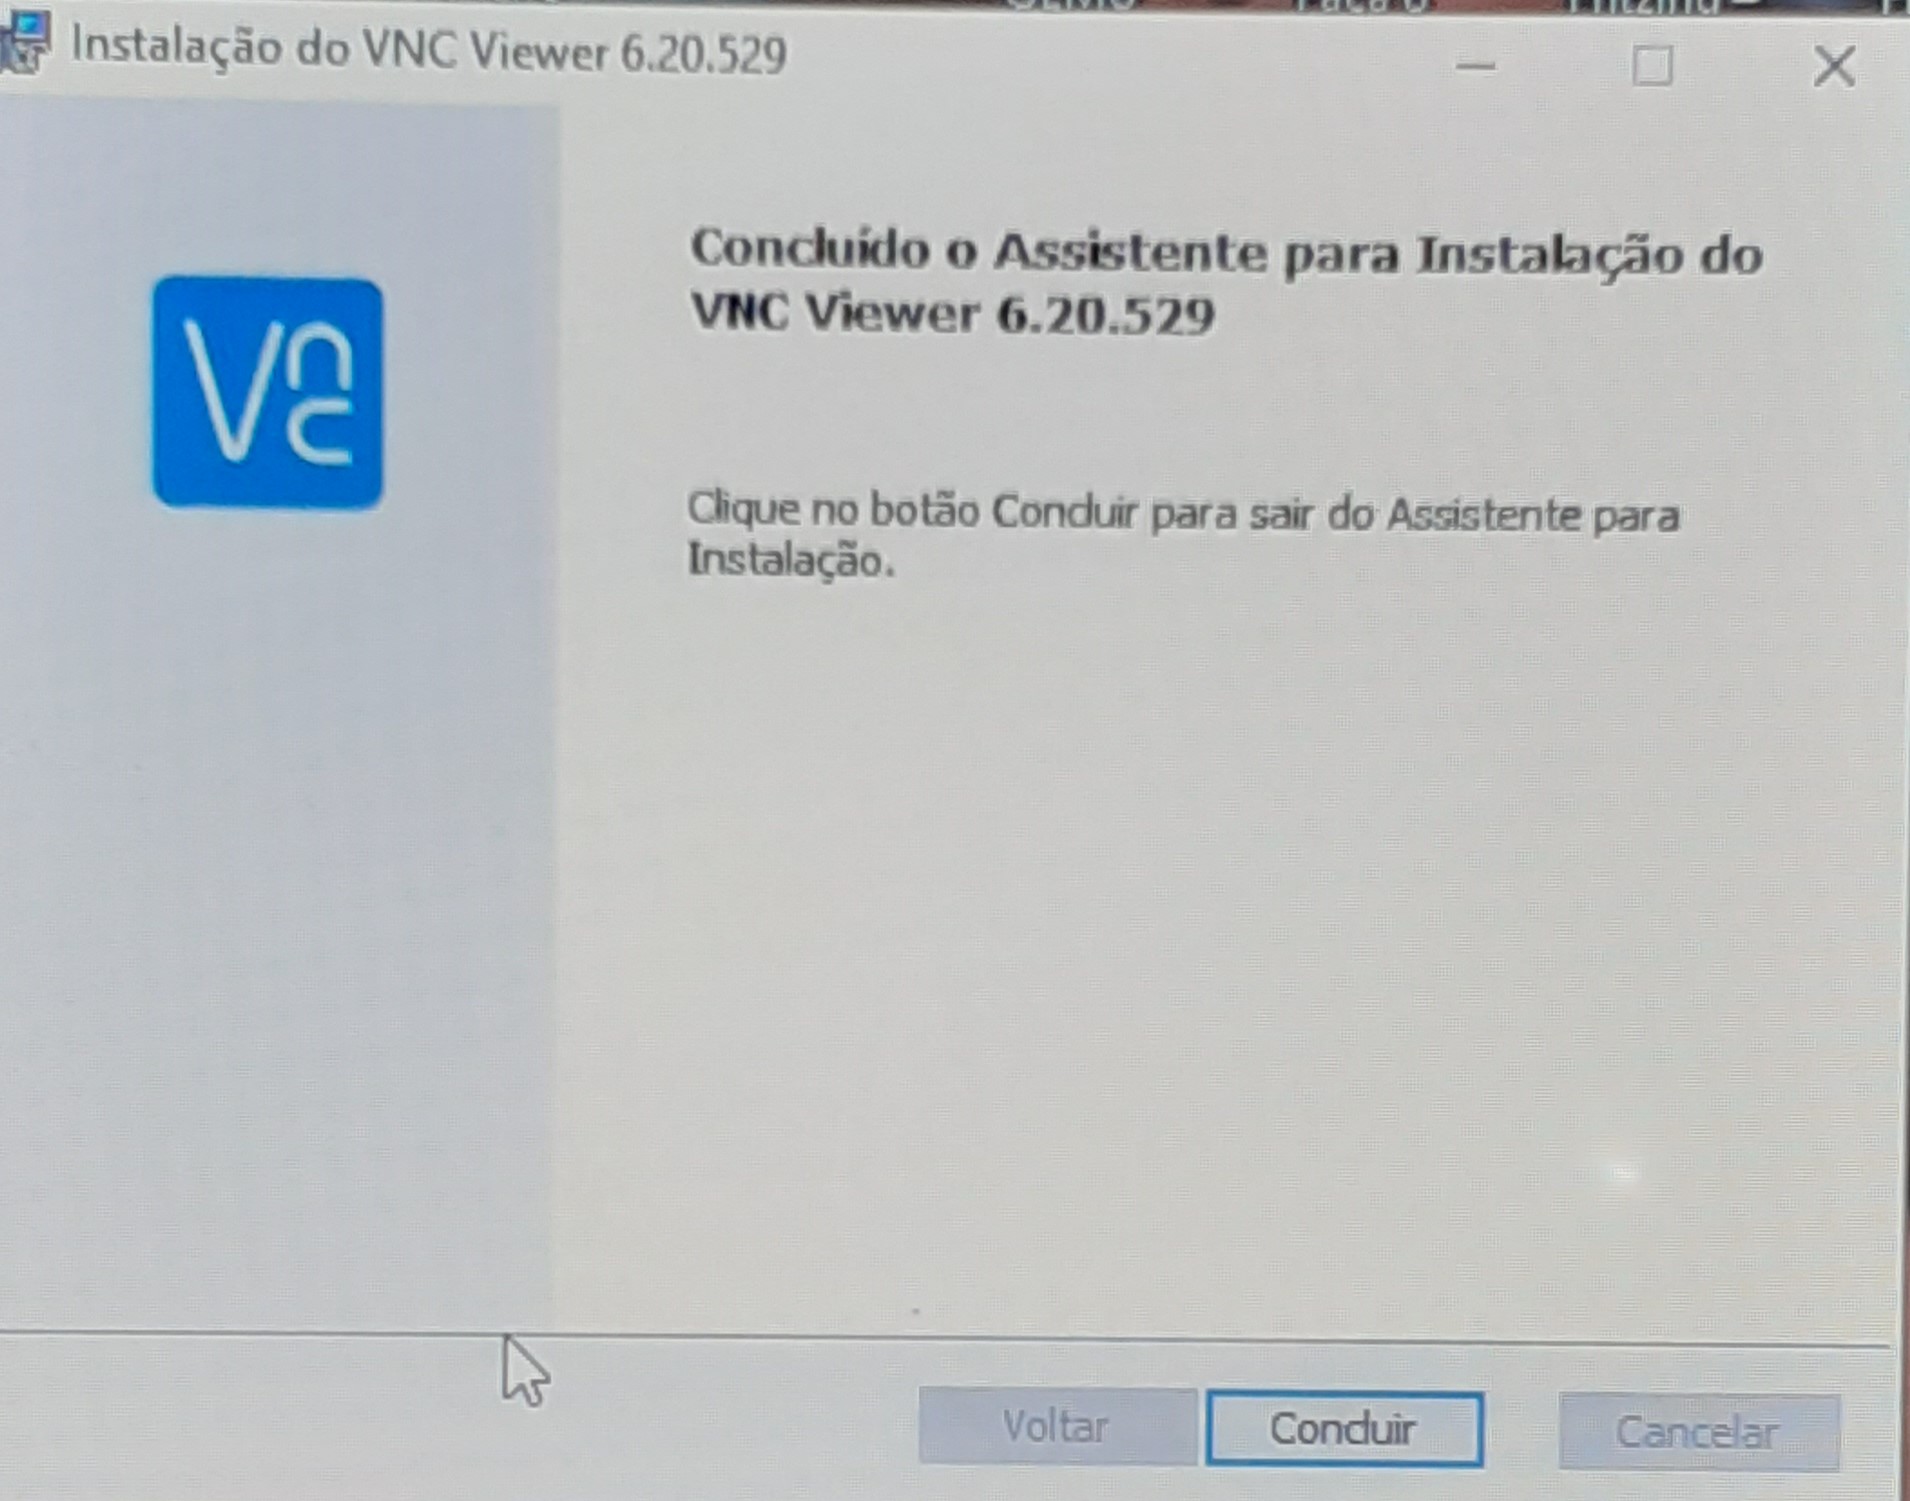 Instalação do VNC Viewer 6.20.529
Vnc
Concluído o Assistente para Instalação do
VNC Viewer 6.20.529
Clique no botão Concluir para sair do Assistente para
Instalação.
Voltar
Concluir
Cancelar